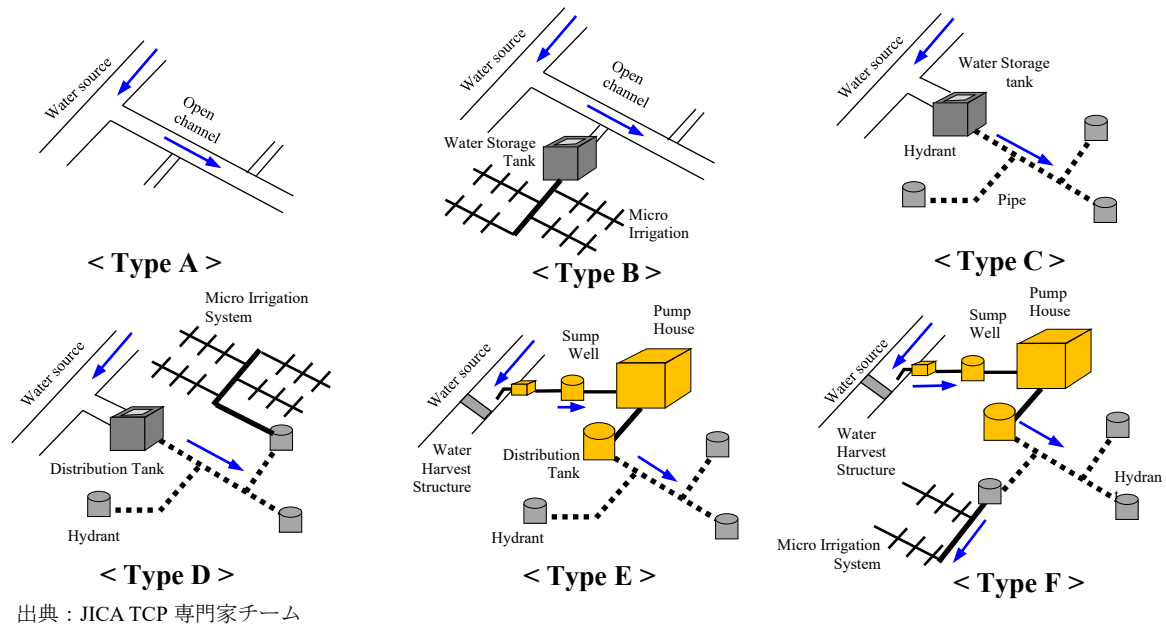 Water source
Open
channel
< Type A >
Water source
Open
channel
Water Storage
Tank
Micro
Irrigation
< Type B >
Water source
Water Storage
tank
Hydrant
Pipe
< Type C >
Micro Irrigation
System
Water source
Distribution Tank
Hydrant
< Type D >
Pump
House
Sump
Well
Water source
Water
Harvest
Structure
Distribution
Tank
Hydrant
< Type E >
Pump
House
Sump
Well
Water source
Water
Harvest
Structure
Hydran
Micro Irrigation
System
< Type F >
出典：JICA TCP 専門家チーム